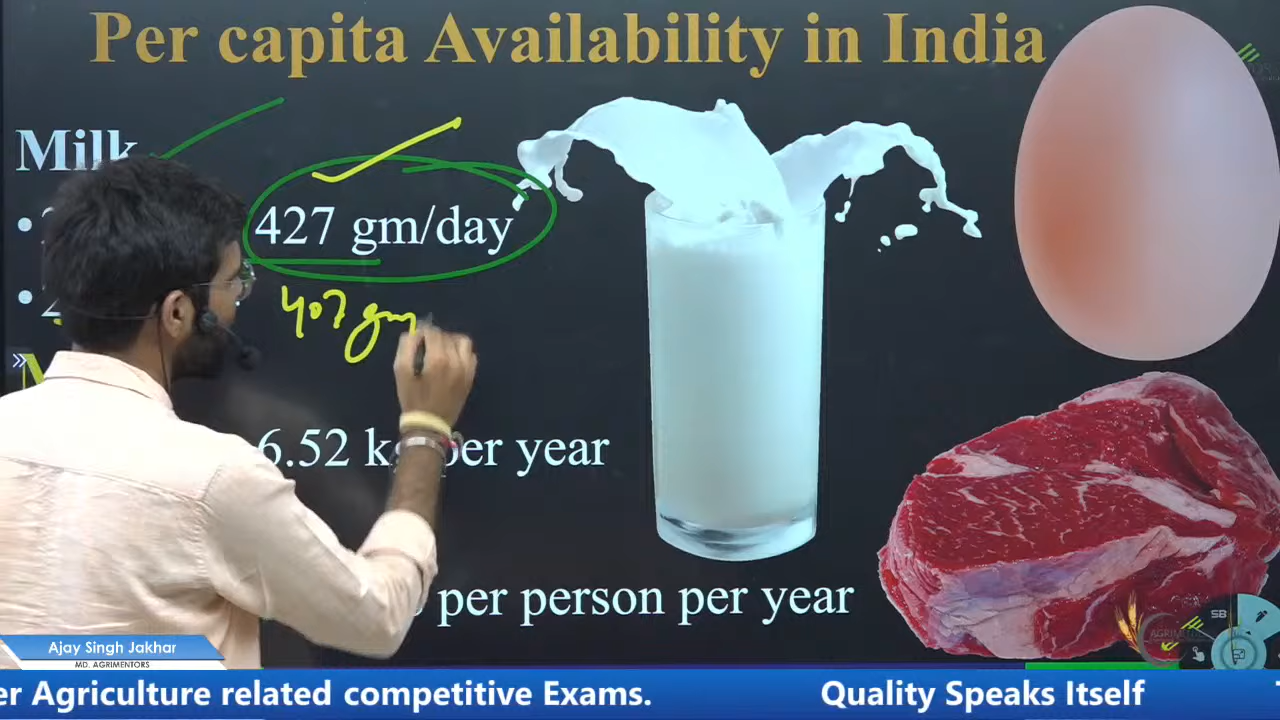 Per capita Availability in India
Milk
• 427 gm/day
•
407 gm
6.52 per year
per person per year
SB
Ajay Singh Jakhar
MD. AGRIMENTORS
Agriculture related competitive Exams. Quality Speaks Itself